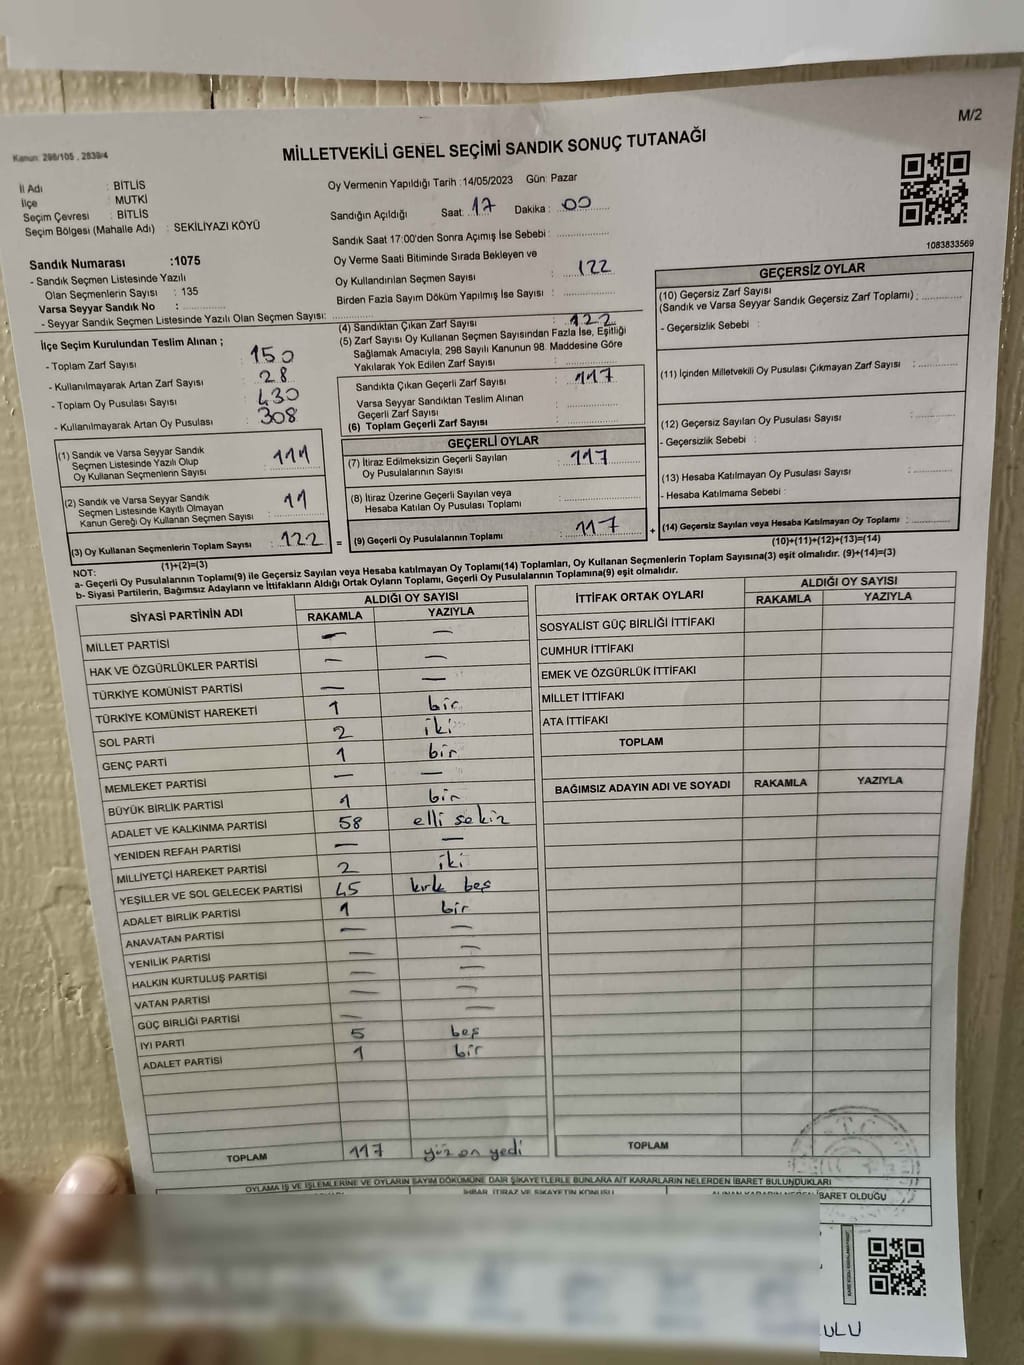 M/2
Kanun: 298/105 , 2839/4
MİLLETVEKİLİ GENEL SEÇİMİ SANDIK SONUÇ TUTANAĞI
İl Adı : BİTLİS
İlçe : MUTKİ
Seçim Çevresi : BİTLİS
Seçim Bölgesi (Mahalle Adı) : SEKİLİYAZI KÖYÜ
Oy Vermenin Yapıldığı Tarih :14/05/2023 Gün: Pazar
Sandığın Açıldığı Saat: 17 Dakika : 00
Sandık Saat 17:00'den Sonra Açımış İse Sebebi :
Oy Verme Saati Bitiminde Sırada Bekleyen ve
Oy Kullandırılan Seçmen Sayısı : 122
Birden Fazla Sayım Döküm Yapılmış İse Sayısı :
1083833569
Sandık Numarası :1075
- Sandık Seçmen Listesinde Yazılı
Olan Seçmenlerin Sayısı : 135
Varsa Seyyar Sandık No :
- Seyyar Sandık Seçmen Listesinde Yazılı Olan Seçmen Sayısı:
İlçe Seçim Kurulundan Teslim Alınan ;
- Toplam Zarf Sayısı : 150
- Kullanılmayarak Artan Zarf Sayısı : 28
- Toplam Oy Pusulası Sayısı : 430
- Kullanılmayarak Artan Oy Pusulası : 308
(1) Sandık ve Varsa Seyyar Sandık
Seçmen Listesinde Yazılı Olup
Oy Kullanan Seçmenlerin Sayısı : 111
(2) Sandık ve Varsa Seyyar Sandık
Seçmen Listesinde Kayıtlı Olmayan
Kanun Gereği Oy Kullanan Seçmen Sayısı : 11
(3) Oy Kullanan Seçmenlerin Toplam Sayısı : 122
(1)+(2)=(3)
(4) Sandıktan Çıkan Zarf Sayısı : 122
(5) Zarf Sayısı Oy Kullanan Seçmen Sayısından Fazla İse, Eşitliği
Sağlamak Amacıyla, 298 Sayılı Kanunun 98. Maddesine Göre
Yakılarak Yok Edilen Zarf Sayısı :
Sandıkta Çıkan Geçerli Zarf Sayısı : 117
Varsa Seyyar Sandıktan Teslim Alınan
Geçerli Zarf Sayısı :
(6) Toplam Geçerli Zarf Sayısı :
GEÇERLİ OYLAR
(7) İtiraz Edilmeksizin Geçerli Sayılan
Oy Pusulalarının Sayısı : 117
(8) İtiraz Üzerine Geçerli Sayılan veya
Hesaba Katılan Oy Pusulası Toplamı :
= (9) Geçerli Oy Pusulalarının Toplamı : 117 +
GEÇERSİZ OYLAR
(10) Geçersiz Zarf Sayısı
(Sandık ve Varsa Seyyar Sandık Geçersiz Zarf Toplamı) :
- Geçersizlik Sebebi :
(11) İçinden Milletvekili Oy Pusulası Çıkmayan Zarf Sayısı :
(12) Geçersiz Sayılan Oy Pusulası Sayısı :
- Geçersizlik Sebebi :
(13) Hesaba Katılmayan Oy Pusulası Sayısı :
- Hesaba Katılmama Sebebi :
(14) Geçersiz Sayılan veya Hesaba Katılmayan Oy Toplamı :
(10)+(11)+(12)+(13)=(14)
NOT:
a- Geçerli Oy Pusulalarının Toplamı(9) ile Geçersiz Sayılan veya Hesaba katılmayan Oy Toplamı(14) Toplamları, Oy Kullanan Seçmenlerin Toplam Sayısına(3) eşit olmalıdır. (9)+(14)=(3)
b- Siyasi Partilerin, Bağımsız Adayların ve İttifakların Aldığı Ortak Oyların Toplamı, Geçerli Oy Pusulalarının Toplamına(9) eşit olmalıdır.
SİYASİ PARTİNİN ADI ALDIĞI OY SAYISI
RAKAMLA YAZIYLA
MİLLET PARTİSİ — —
HAK VE ÖZGÜRLÜKLER PARTİSİ — —
TÜRKİYE KOMÜNİST PARTİSİ — —
TÜRKİYE KOMÜNİST HAREKETİ 1 bir
SOL PARTİ 2 iki
GENÇ PARTİ 1 bir
MEMLEKET PARTİSİ — —
BÜYÜK BİRLİK PARTİSİ 1 bir
ADALET VE KALKINMA PARTİSİ 58 elli sekiz
YENİDEN REFAH PARTİSİ — —
MİLLİYETÇİ HAREKET PARTİSİ 2 iki
YEŞİLLER VE SOL GELECEK PARTİSİ 45 kırk beş
ADALET BİRLİK PARTİSİ 1 bir
ANAVATAN PARTİSİ — —
YENİLİK PARTİSİ — —
HALKIN KURTULUŞ PARTİSİ — —
VATAN PARTİSİ — —
GÜÇ BİRLİĞİ PARTİSİ — —
İYİ PARTİ 5 beş
ADALET PARTİSİ 1 bir
TOPLAM 117 yüz on yedi
İTTİFAK ORTAK OYLARI ALDIĞI OY SAYISI
RAKAMLA YAZIYLA
SOSYALİST GÜÇ BİRLİĞİ İTTİFAKI
CUMHUR İTTİFAKI
EMEK VE ÖZGÜRLÜK İTTİFAKI
MİLLET İTTİFAKI
ATA İTTİFAKI
TOPLAM
BAĞIMSIZ ADAYIN ADI VE SOYADI RAKAMLA YAZIYLA
TOPLAM
T.C.
OYLAMA İŞ VE İŞLEMLERİNE VE OYLARIN SAYIM DÖKÜMÜNE DAİR ŞİKAYETLERLE BUNLARA AİT KARARLARIN NELERDEN İBARET BULUNDUKLARI
İHBAR, İTİRAZ VE ŞİKAYETİN KONUSU
İBARET OLDUĞU
ULU